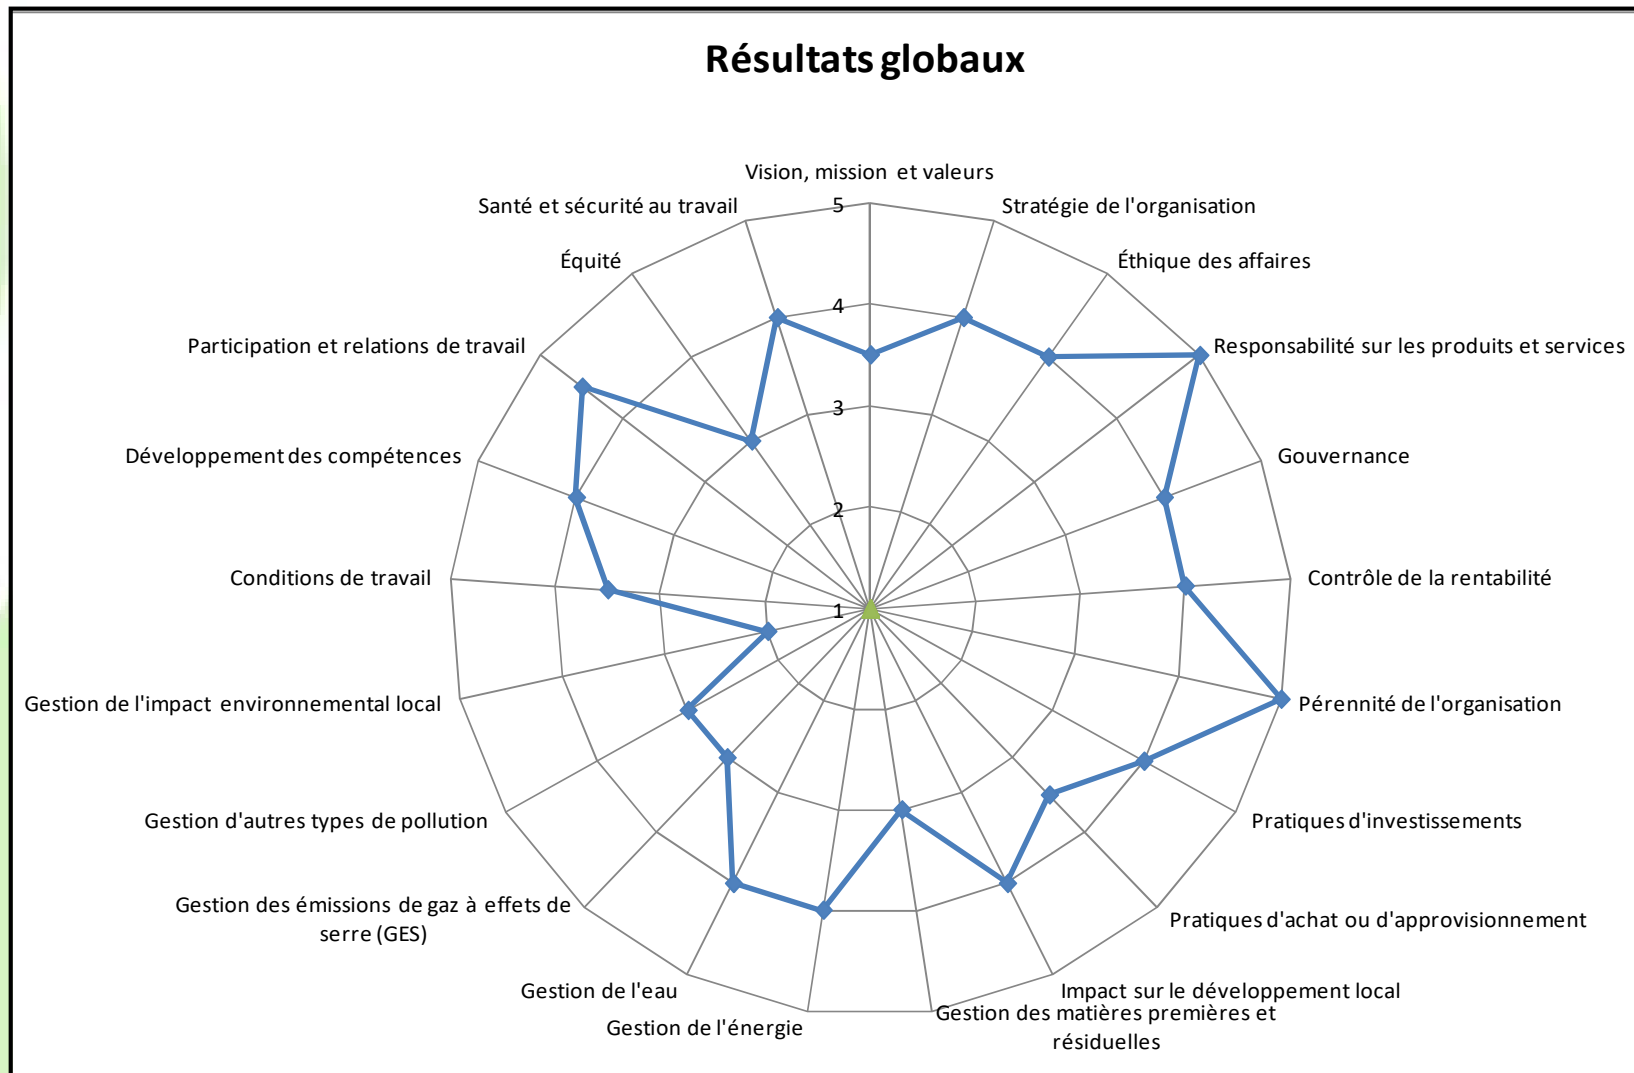 Résultats globaux
Vision, mission et valeurs
Stratégie de l'organisation
Éthique des affaires
Responsabilité sur les produits et services
Gouvernance
Contrôle de la rentabilité
Pérennité de l'organisation
Pratiques d'investissements
Pratiques d'achat ou d'approvisionnement
Impact sur le développement local
Gestion des matières premières et
résiduelles
Gestion de l'énergie
Gestion de l'eau
Gestion des émissions de gaz à effets de
serre (GES)
Gestion d'autres types de pollution
Gestion de l'impact environnemental local
Conditions de travail
Développement des compétences
Participation et relations de travail
Équité
Santé et sécurité au travail
5
4
3
2
1